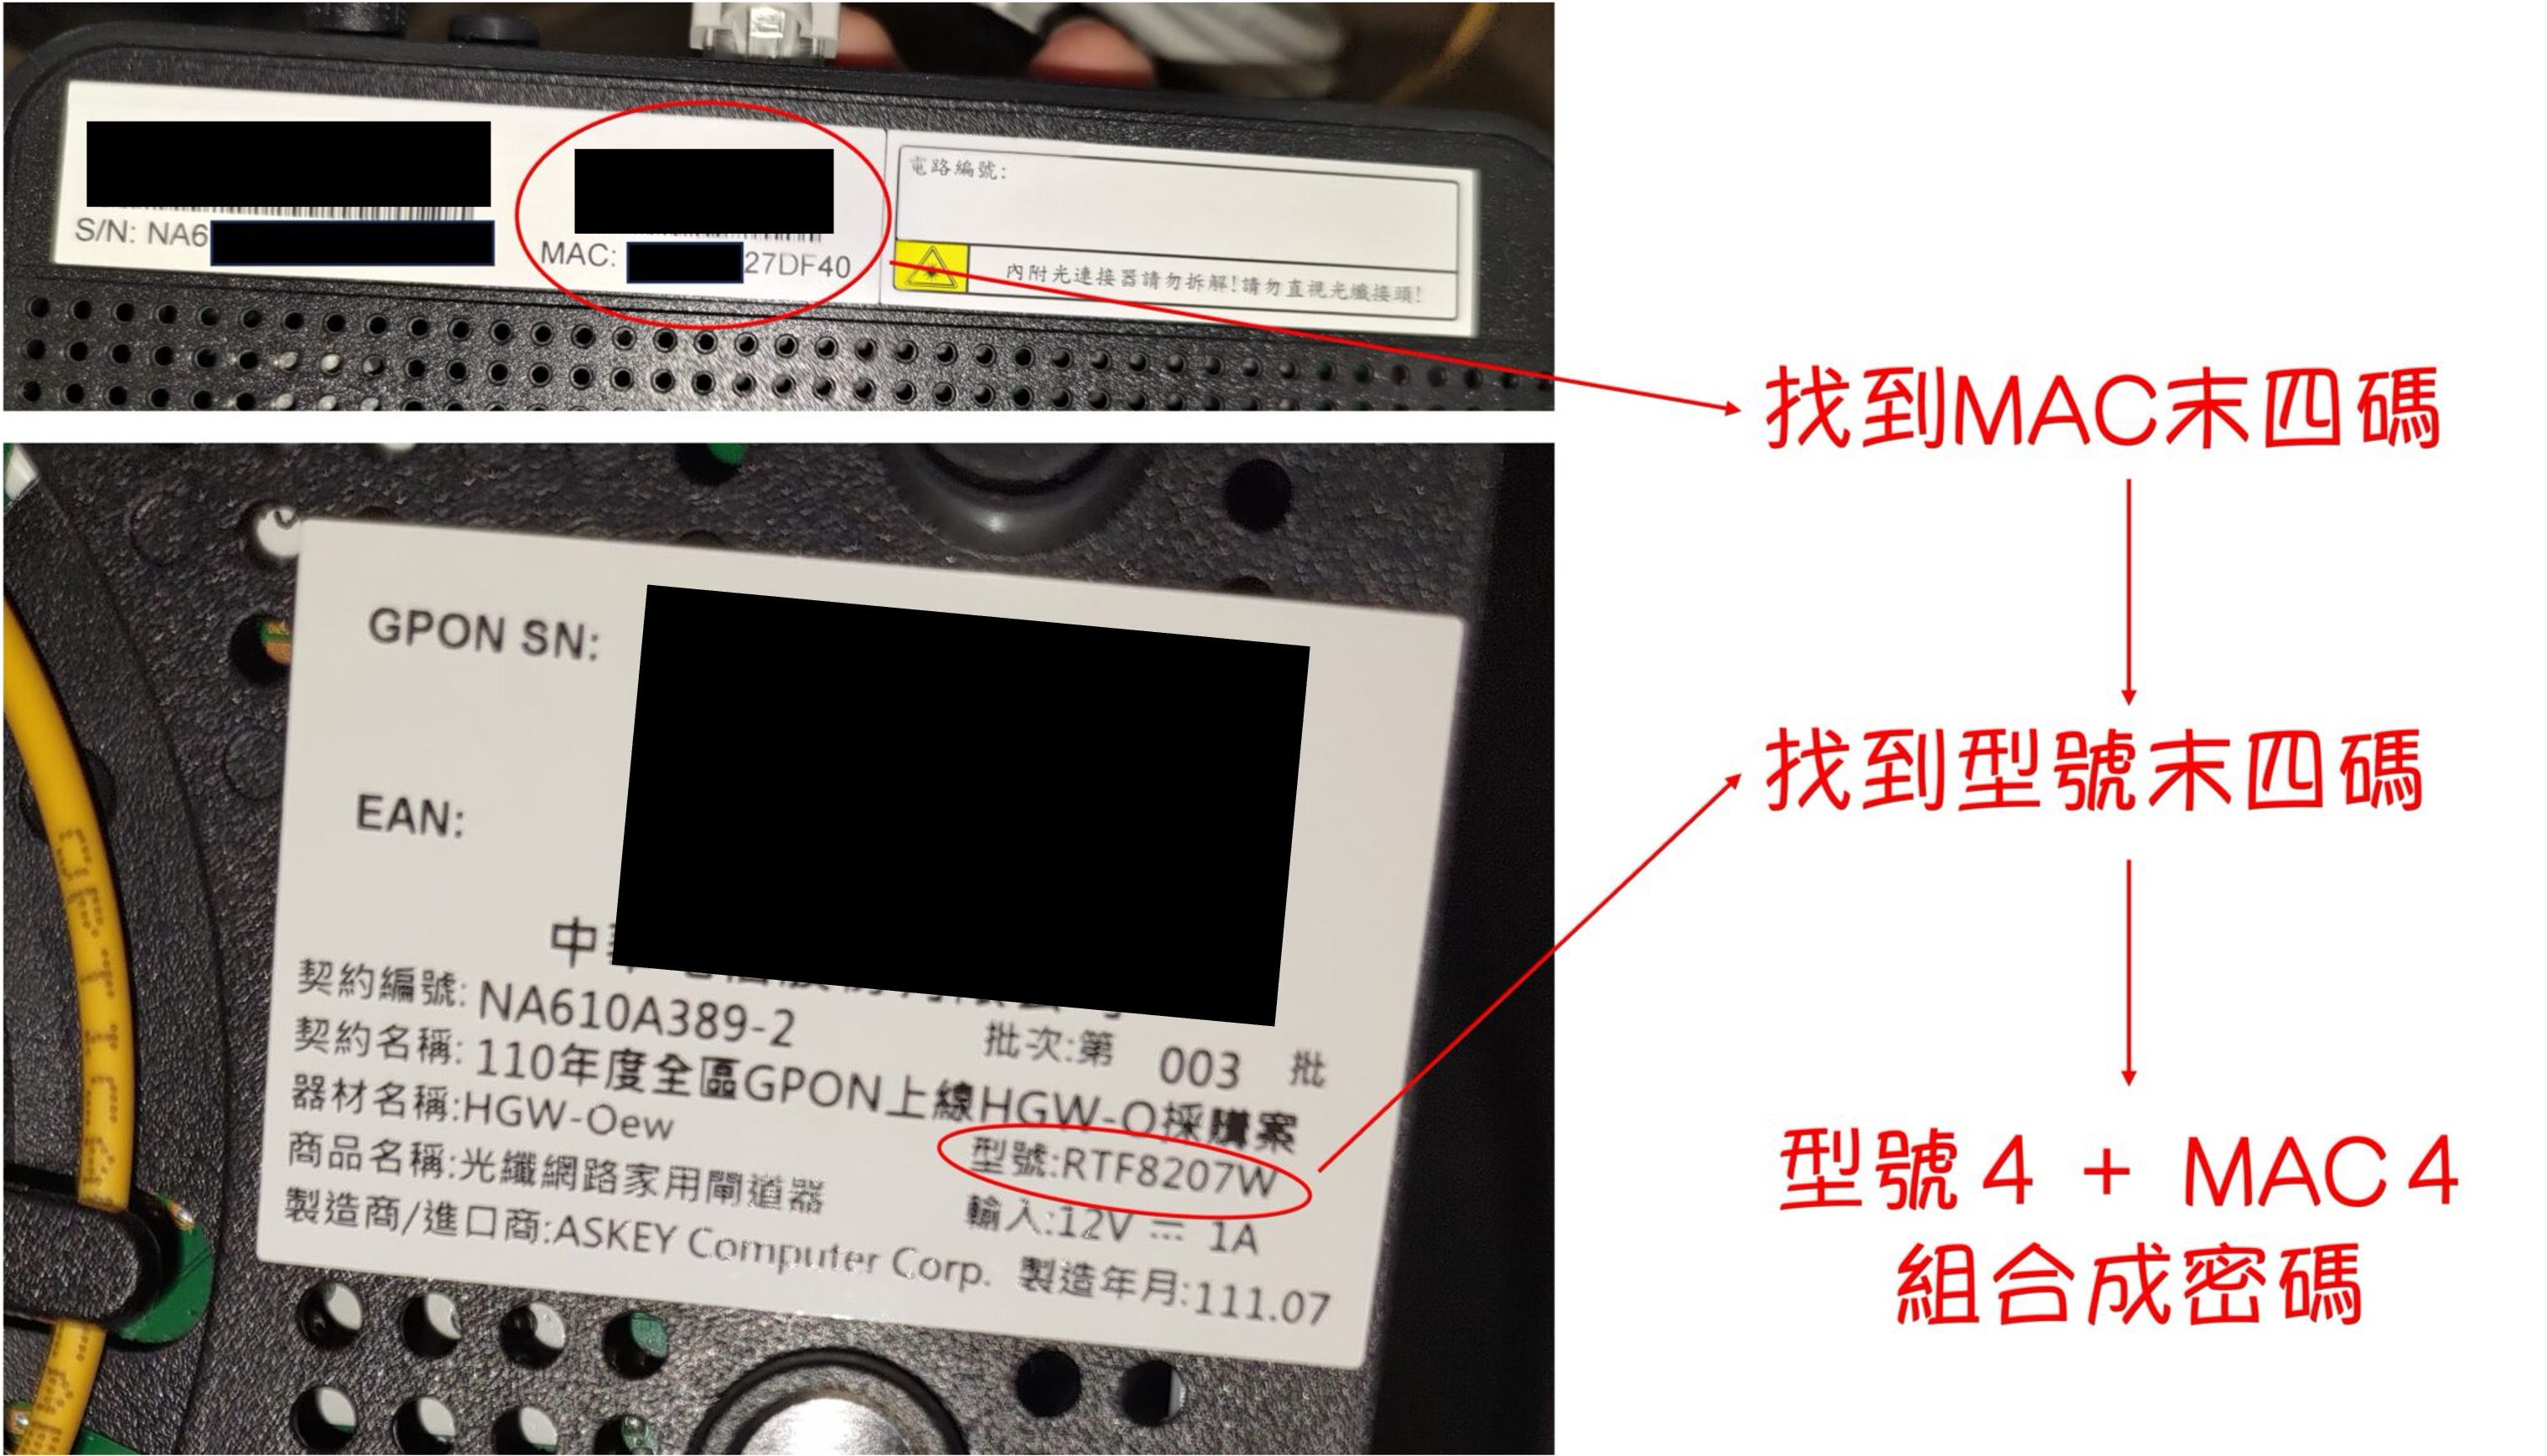 S/N: NA6
MAC: 27DF40
電路編號:
內附光連接器請勿拆解!請勿直視光纖接頭!
找到MAC末四碼
GPON SN:
EAN:
中
契約編號: NA610A389-2
批次:第 003 批
契約名稱: 110年度全區GPON上線HGW-O採購案
器材名稱:HGW-Oew
型號:RTF8207W
商品名稱:光纖網路家用閘道器
輸入:12V ⎓ 1A
製造商/進口商:ASKEY Computer Corp.
製造年月:111.07
找到型號末四碼
型號4 + MAC4
組合成密碼